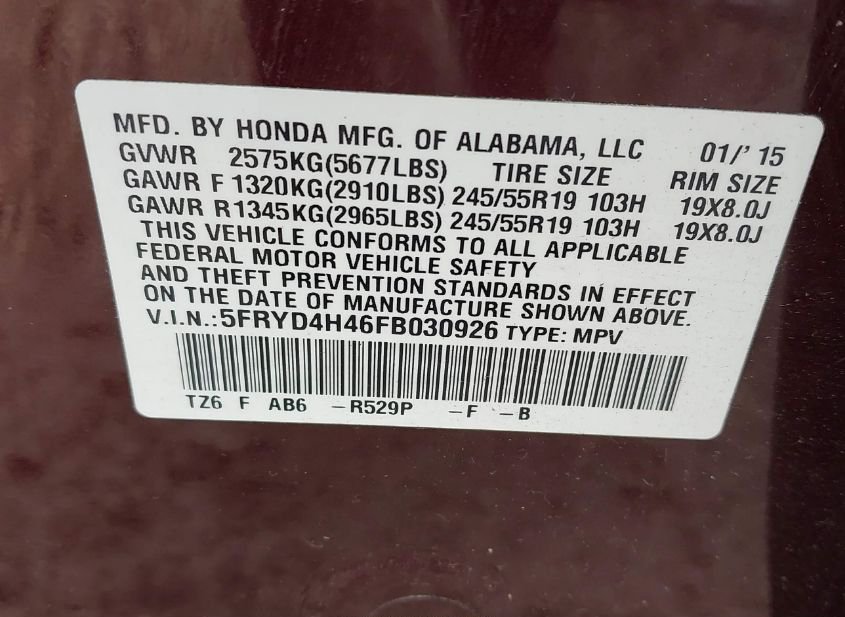 MFD. BY HONDA MFG. OF ALABAMA, LLC 01/' 15
GVWR 2575KG(5677LBS) TIRE SIZE RIM SIZE
GAWR F 1320KG(2910LBS) 245/55R19 103H 19X8.0J
GAWR R1345KG(2965LBS) 245/55R19 103H 19X8.0J
THIS VEHICLE CONFORMS TO ALL APPLICABLE
FEDERAL MOTOR VEHICLE SAFETY
AND THEFT PREVENTION STANDARDS IN EFFECT
ON THE DATE OF MANUFACTURE SHOWN ABOVE.
V.I.N.:5FRYD4H46FB030926 TYPE: MPV
TZ6 F AB6 -R529P -F -B